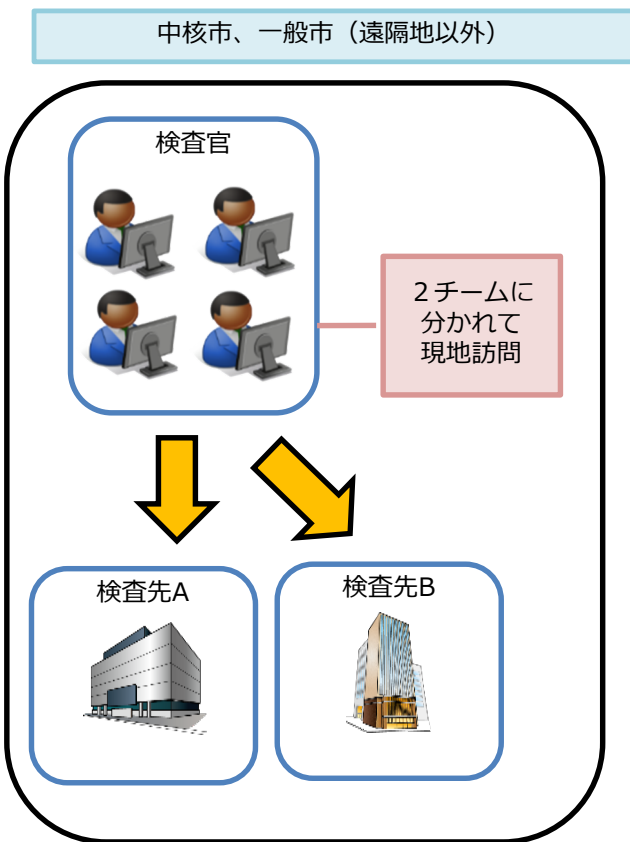 中核市、一般市（遠隔地以外）
検査官
２チームに
分かれて
現地訪問
検査先A
検査先B